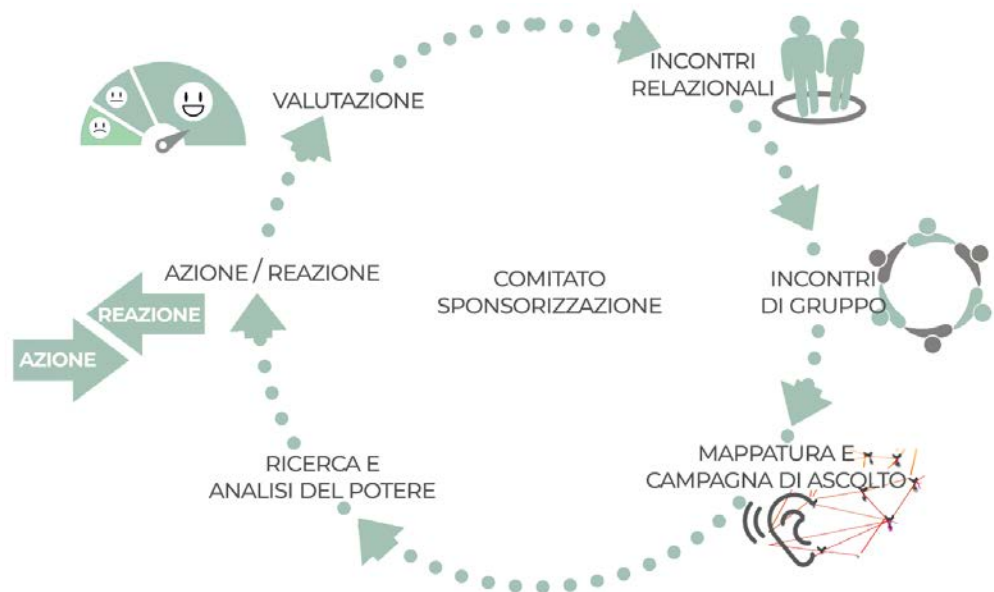 INCONTRI
RELAZIONALI
VALUTAZIONE
AZIONE / REAZIONE
COMITATO
SPONSORIZZAZIONE
INCONTRI
DI GRUPPO
REAZIONE
AZIONE
MAPPATURA E
CAMPAGNA DI ASCOLTO
RICERCA E
ANALISI DEL POTERE